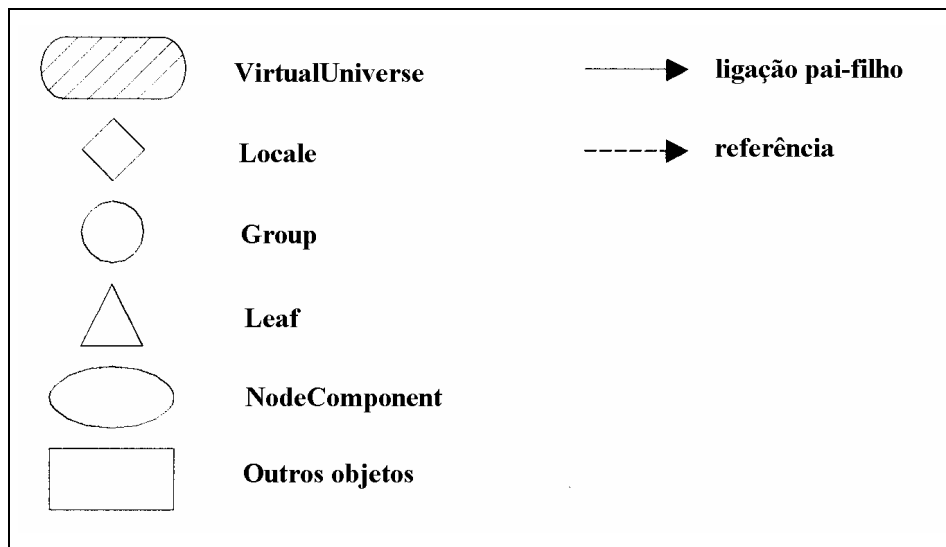 VirtualUniverse
ligação pai-filho
Locale
referência
Group
Leaf
NodeComponent
Outros objetos